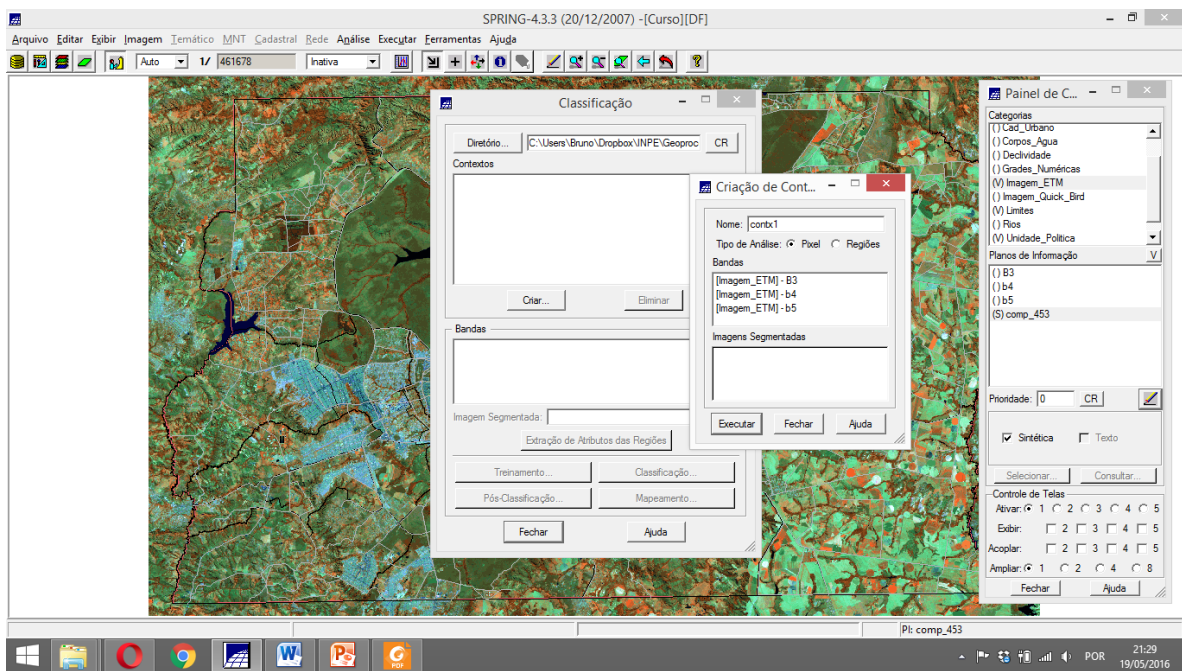 SPRING-4.3.3 (20/12/2007) -[Curso][DF]
Arquivo Editar Exibir Imagem Temático MNT Cadastral Rede Análise Executar Ferramentas Ajuda
Auto 1/ 461678 Inativa
Classificação
Diretório... C:\Users\Bruno\Dropbox\INPE\Geoproc CR
Contextos
Criar... Eliminar
Bandas
Imagem Segmentada:
Extração de Atributos das Regiões
Treinamento... Classificação...
Pós-Classificação... Mapeamento...
Fechar Ajuda
Criação de Cont...
Nome: contx1
Tipo de Análise: Pixel Regiões
Bandas
[Imagem_ETM] - B3
[Imagem_ETM] - b4
[Imagem_ETM] - b5
Imagens Segmentadas
Executar Fechar Ajuda
Painel de C...
Categorias
() Cad_Urbano
() Corpos_Agua
() Declividade
() Grades_Numéricas
(V) Imagem_ETM
() Imagem_Quick_Bird
(V) Limites
() Rios
(V) Unidade_Politica
Planos de Informação V
() B3
() b4
() b5
(S) comp_453
Prioridade: 0 CR
Sintética Texto
Selecionar... Consultar...
Controle de Telas
Ativar: 1 2 3 4 5
Exibir: 2 3 4 5
Acoplar: 2 3 4 5
Ampliar: 1 2 4 8
Fechar Ajuda
PI: comp_453
PDF
POR
21:29
19/05/2016